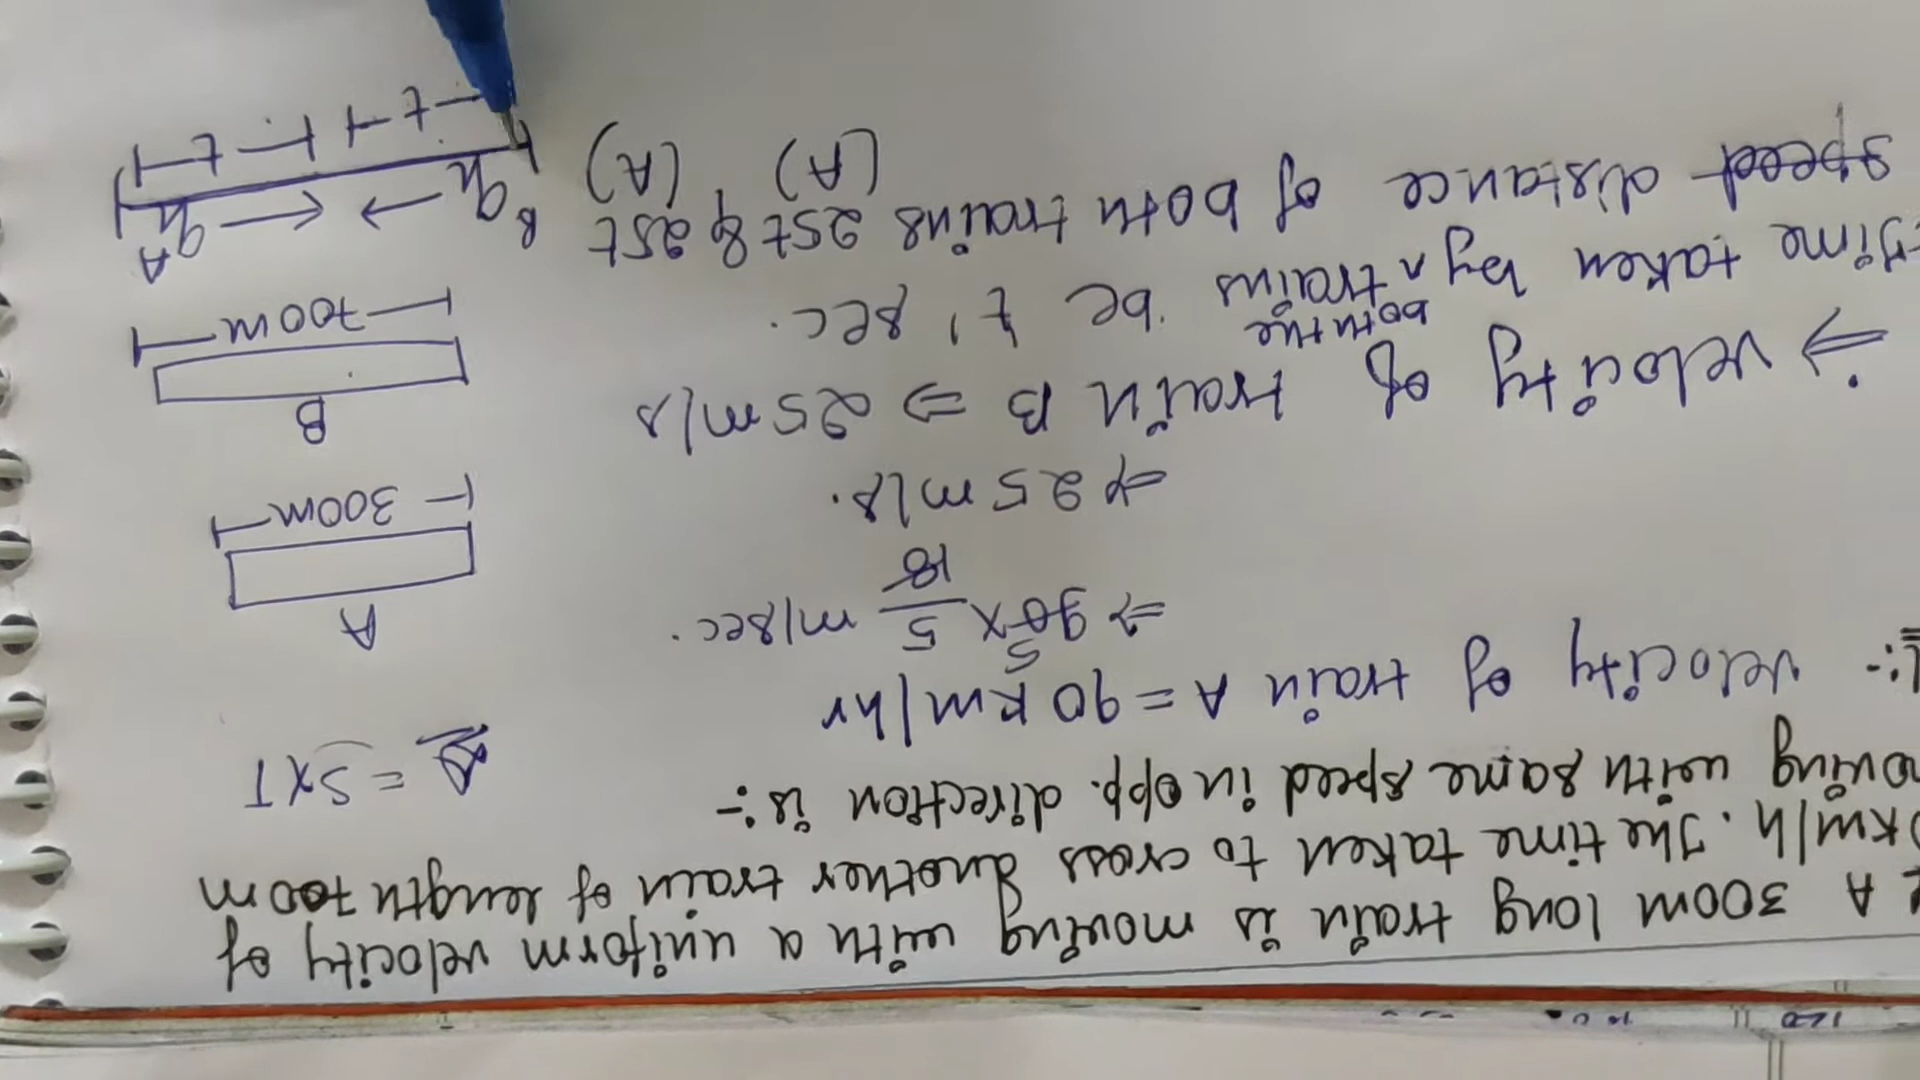 A 300m long train is moving with a uniform velocity of
km/h. The time taken to cross another train of length 700m
moving with same speed in opp. direction is:-
velocity of train A = 90 km/hr
= S×T
⇒ 90 × 5/18 m/sec.
5
A
300m
⇒ 25 m/s.
⇒ velocity of train B ⇒ 25 m/s
B
700m
Time taken by both the trains be 't' sec.
speed distance of both trains 25t & 25t
(A) (A)
A B
t t